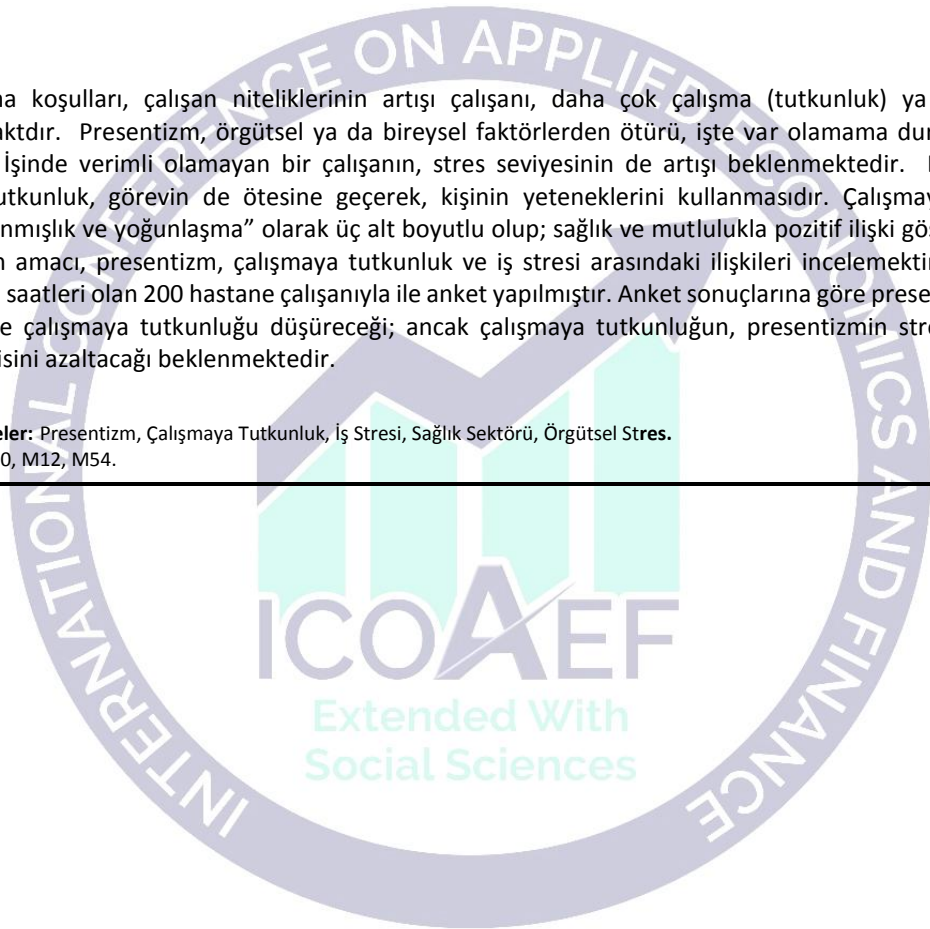 na koşulları, çalışan niteliklerinin artışı çalışanı, daha çok çalışma (tutkunluk) ya
aktdır. Presentizm, örgütsel ya da bireysel faktörlerden ötürü, işte var olamama dur
İşinde verimli olamayan bir çalışanın, stres seviyesinin de artışı beklenmektedir.
utkunluk, görevin de ötesine geçerek, kişinin yeteneklerini kullanmasıdır. Çalışmay
nmışlık ve yoğunlaşma” olarak üç alt boyutlu olup; sağlık ve mutlulukla pozitif ilişki gös
n amacı, presentizm, çalışmaya tutkunluk ve iş stresi arasındaki ilişkileri incelemektir
saatleri olan 200 hastane çalışanıyla ile anket yapılmıştır. Anket sonuçlarına göre prese
e çalışmaya tutkunluğu düşüreceği; ancak çalışmaya tutkunluğun, presentizmin stre
isini azaltacağı beklenmektedir.
eler: Presentizm, Çalışmaya Tutkunluk, İş Stresi, Sağlık Sektörü, Örgütsel Stres.
0, M12, M54.
INTERNATIONAL CONFERENCE ON APPLIED ECONOMICS AND FINANCE
ICOAEF
Extended With
Social Sciences